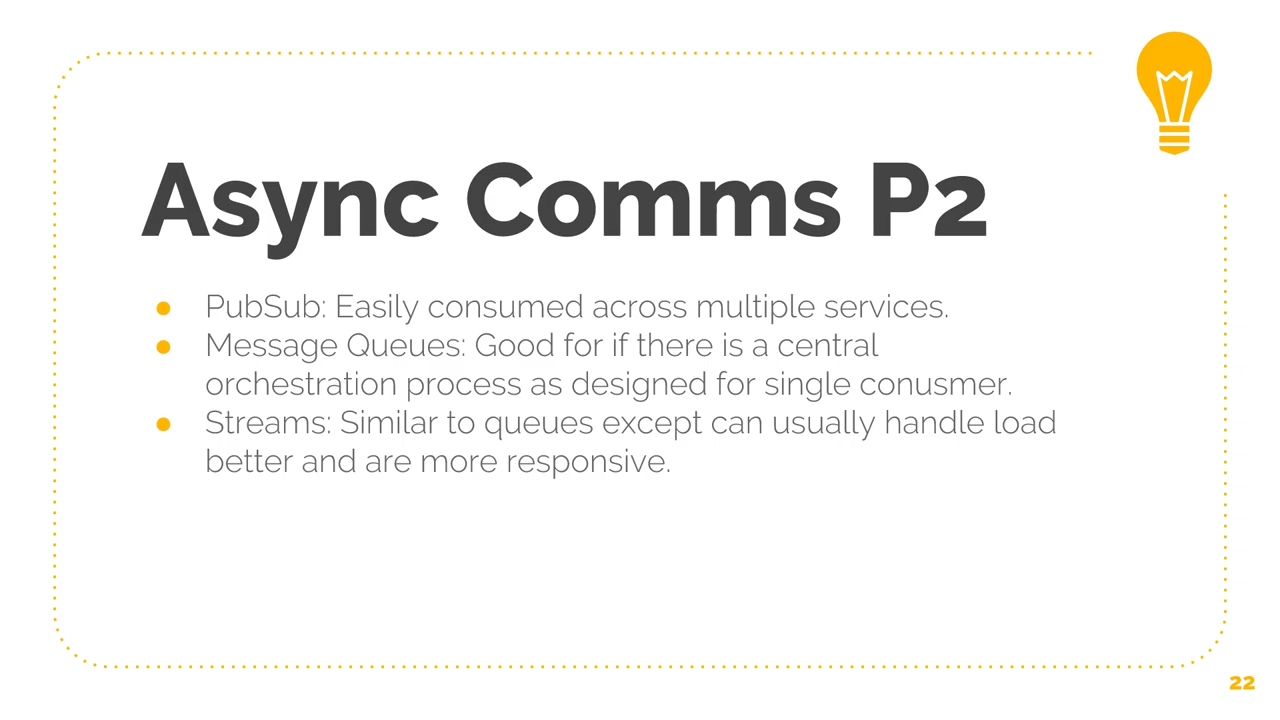 Async Comms P2
● PubSub: Easily consumed across multiple services.
● Message Queues: Good for if there is a central
orchestration process as designed for single conusmer.
● Streams: Similar to queues except can usually handle load
better and are more responsive.
22